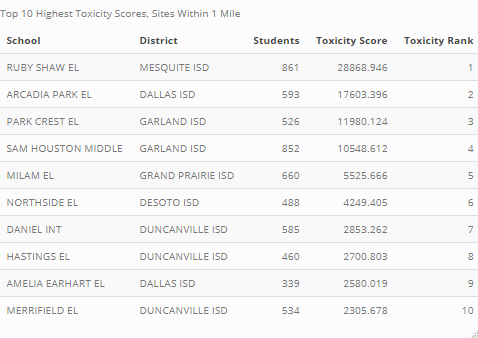 Top 10 Highest Toxicity Scores, Sites Within 1 Mile
School District Students Toxicity Score Toxicity Rank
RUBY SHAW EL MESQUITE ISD 861 28868.946 1
ARCADIA PARK EL DALLAS ISD 593 17603.396 2
PARK CREST EL GARLAND ISD 526 11980.124 3
SAM HOUSTON MIDDLE GARLAND ISD 852 10548.612 4
MILAM EL GRAND PRAIRIE ISD 660 5525.666 5
NORTHSIDE EL DESOTO ISD 488 4249.405 6
DANIEL INT DUNCANVILLE ISD 585 2853.262 7
HASTINGS EL DUNCANVILLE ISD 460 2700.803 8
AMELIA EARHART EL DALLAS ISD 339 2580.019 9
MERRIFIELD EL DUNCANVILLE ISD 534 2305.678 10